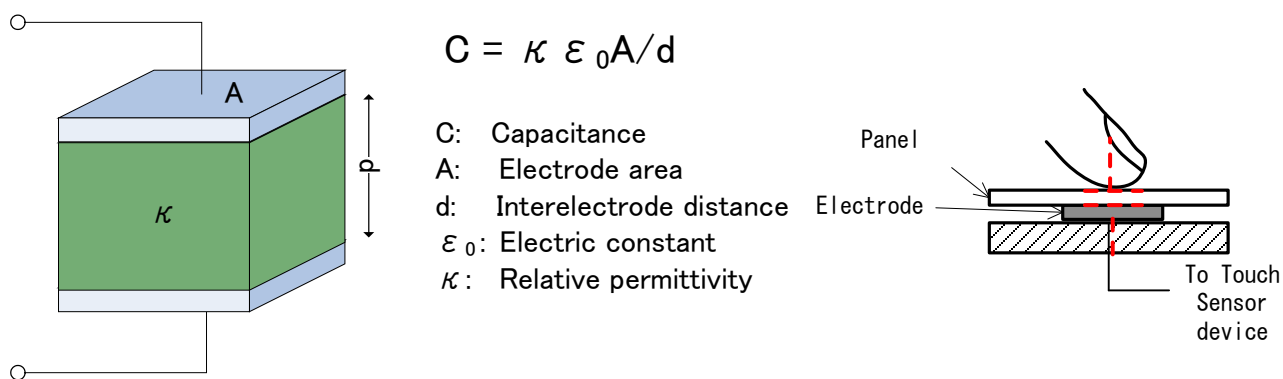 A
d
κ
C = κ ε₀A/d
C: Capacitance
A: Electrode area
d: Interelectrode distance
ε₀: Electric constant
κ: Relative permittivity
Panel
Electrode
To Touch
Sensor
device